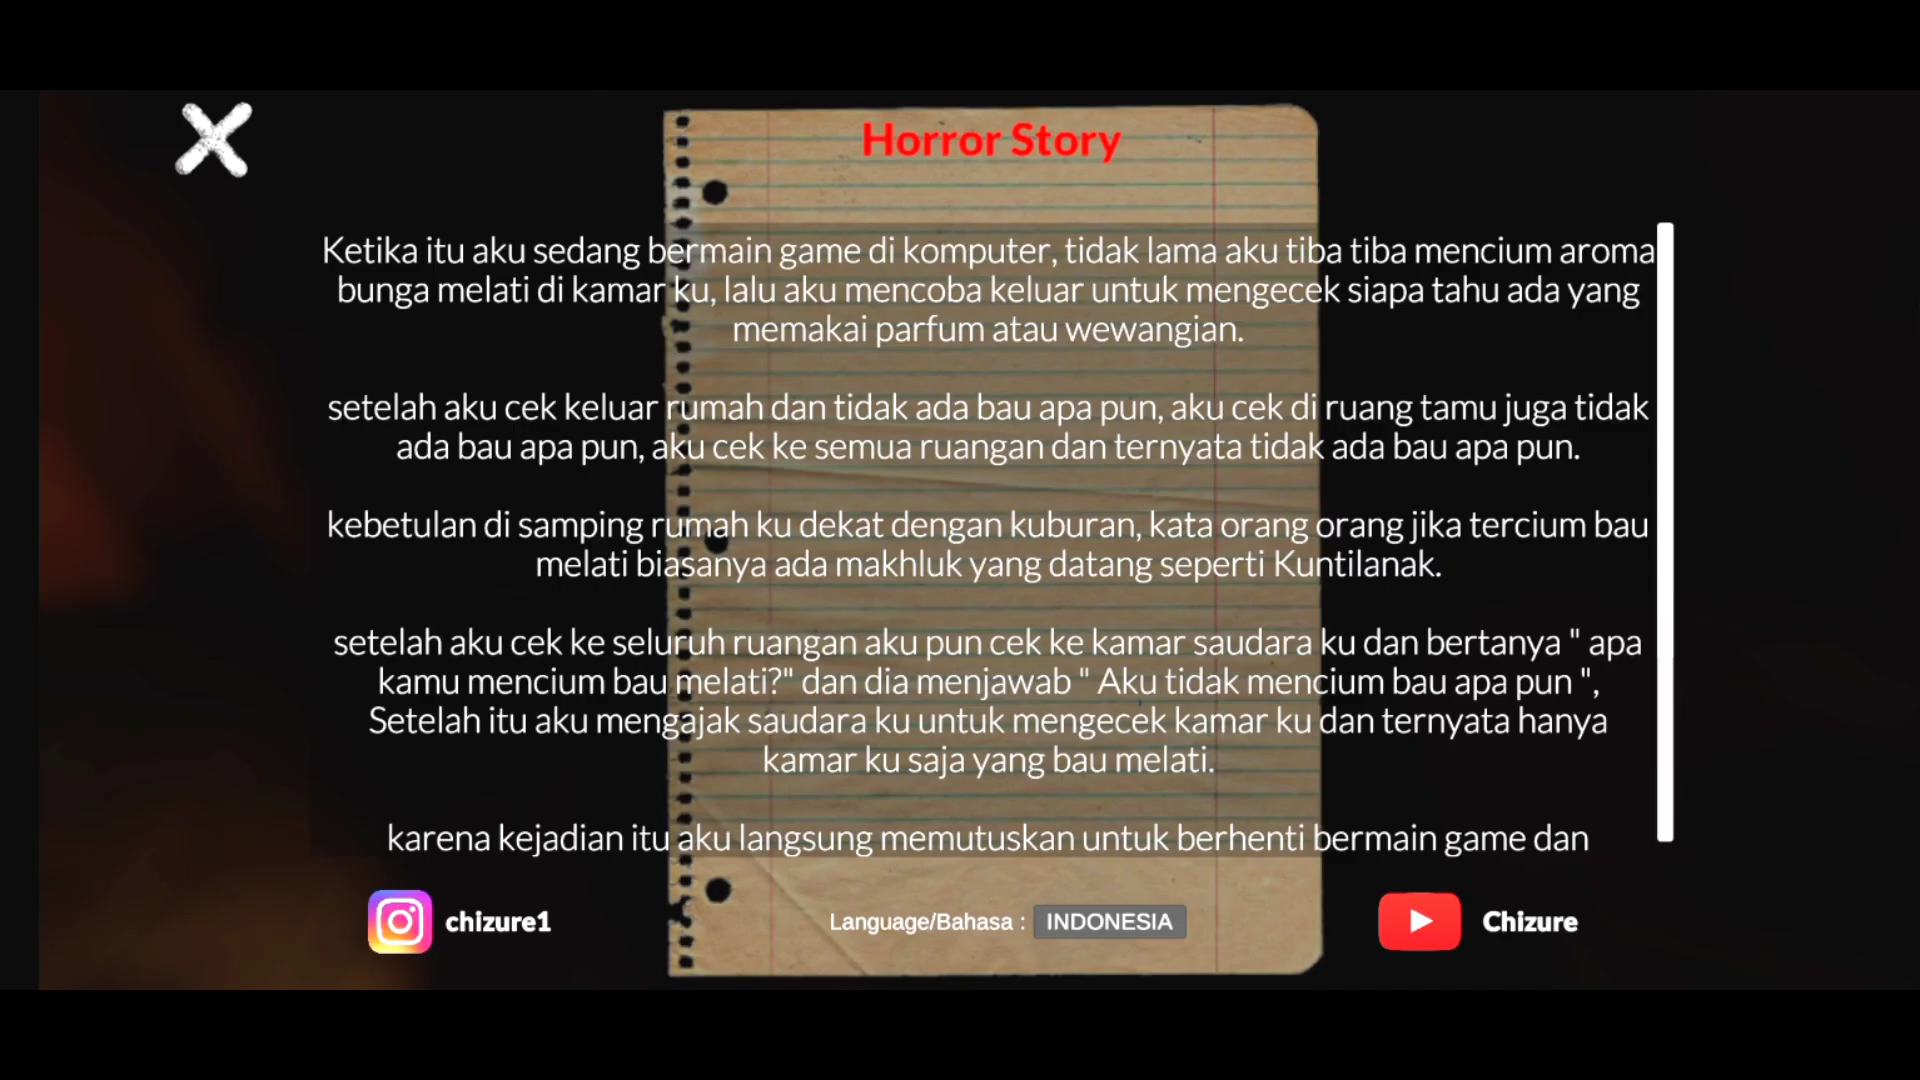 Horror Story
Ketika itu aku sedang bermain game di komputer, tidak lama aku tiba tiba mencium aroma
bunga melati di kamar ku, lalu aku mencoba keluar untuk mengecek siapa tahu ada yang
memakai parfum atau wewangian.
setelah aku cek keluar rumah dan tidak ada bau apa pun, aku cek di ruang tamu juga tidak
ada bau apa pun, aku cek ke semua ruangan dan ternyata tidak ada bau apa pun.
kebetulan di samping rumah ku dekat dengan kuburan, kata orang orang jika tercium bau
melati biasanya ada makhluk yang datang seperti Kuntilanak.
setelah aku cek ke seluruh ruangan aku pun cek ke kamar saudara ku dan bertanya " apa
kamu mencium bau melati?" dan dia menjawab " Aku tidak mencium bau apa pun ",
Setelah itu aku mengajak saudara ku untuk mengecek kamar ku dan ternyata hanya
kamar ku saja yang bau melati.
karena kejadian itu aku langsung memutuskan untuk berhenti bermain game dan
chizure1
Language/Bahasa : INDONESIA
Chizure